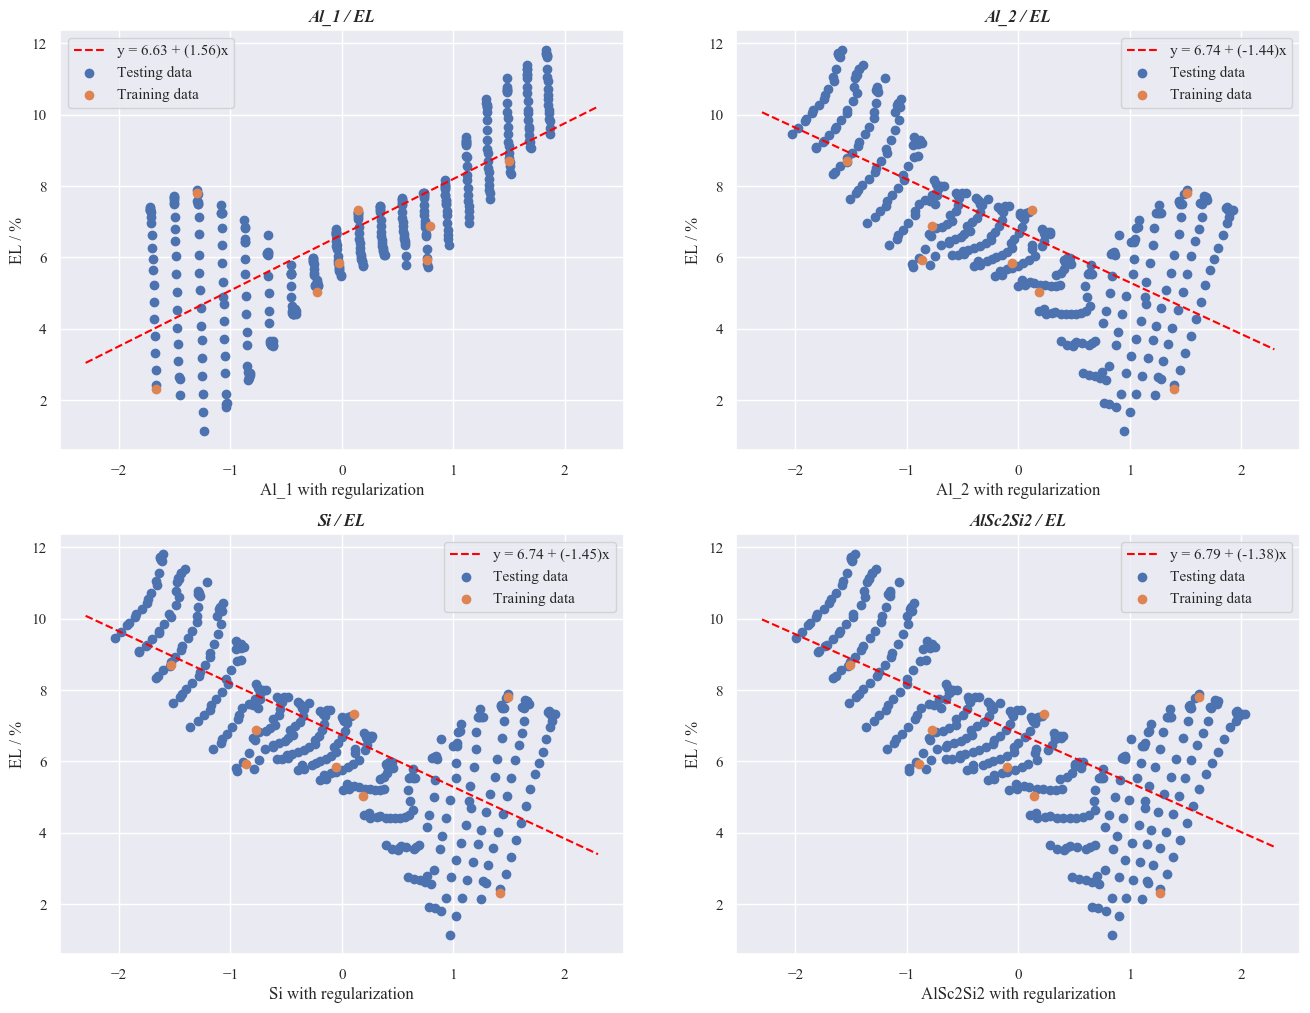 Al_1 / EL
y = 6.63 + (1.56)x
Testing data
Training data
EL / %
12
10
8
6
4
2
−2
−1
0
1
2
Al_1 with regularization
Al_2 / EL
y = 6.74 + (-1.44)x
Testing data
Training data
EL / %
12
10
8
6
4
2
−2
−1
0
1
2
Al_2 with regularization
Si / EL
y = 6.74 + (-1.45)x
Testing data
Training data
EL / %
12
10
8
6
4
2
−2
−1
0
1
2
Si with regularization
AlSc2Si2 / EL
y = 6.79 + (-1.38)x
Testing data
Training data
EL / %
12
10
8
6
4
2
−2
−1
0
1
2
AlSc2Si2 with regularization